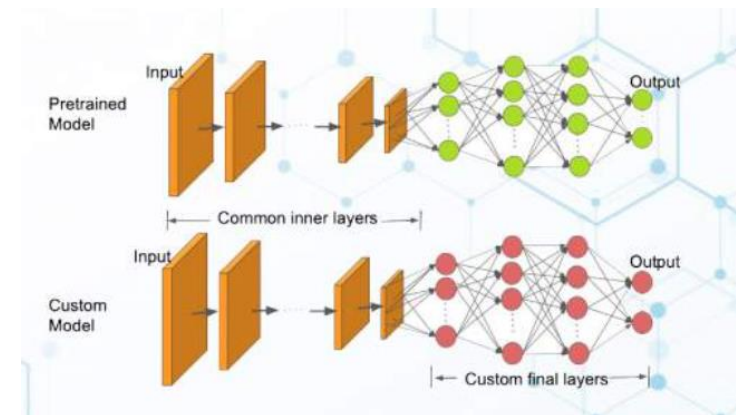 Input
Output
Pretrained
Model
Common inner layers
Input
Output
Custom
Model
Custom final layers